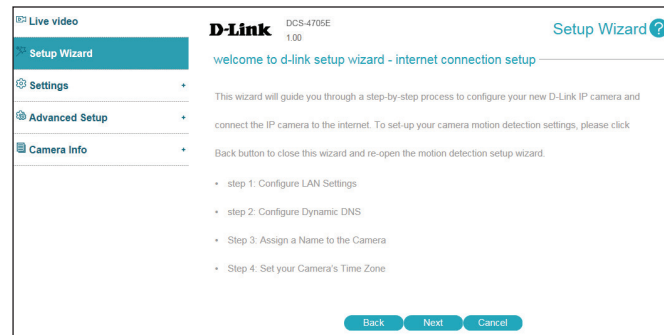 Live video
Setup Wizard
Settings +
Advanced Setup +
Camera Info +
D-Link DCS-4705E
1.00
Setup Wizard ?
welcome to d-link setup wizard - internet connection setup
This wizard will guide you through a step-by-step process to configure your new D-Link IP camera and
connect the IP camera to the internet. To set-up your camera motion detection settings, please click
Back button to close this wizard and re-open the motion detection setup wizard.
• step 1: Configure LAN Settings
• step 2: Configure Dynamic DNS
• Step 3: Assign a Name to the Camera
• Step 4: Set your Camera's Time Zone
Back Next Cancel